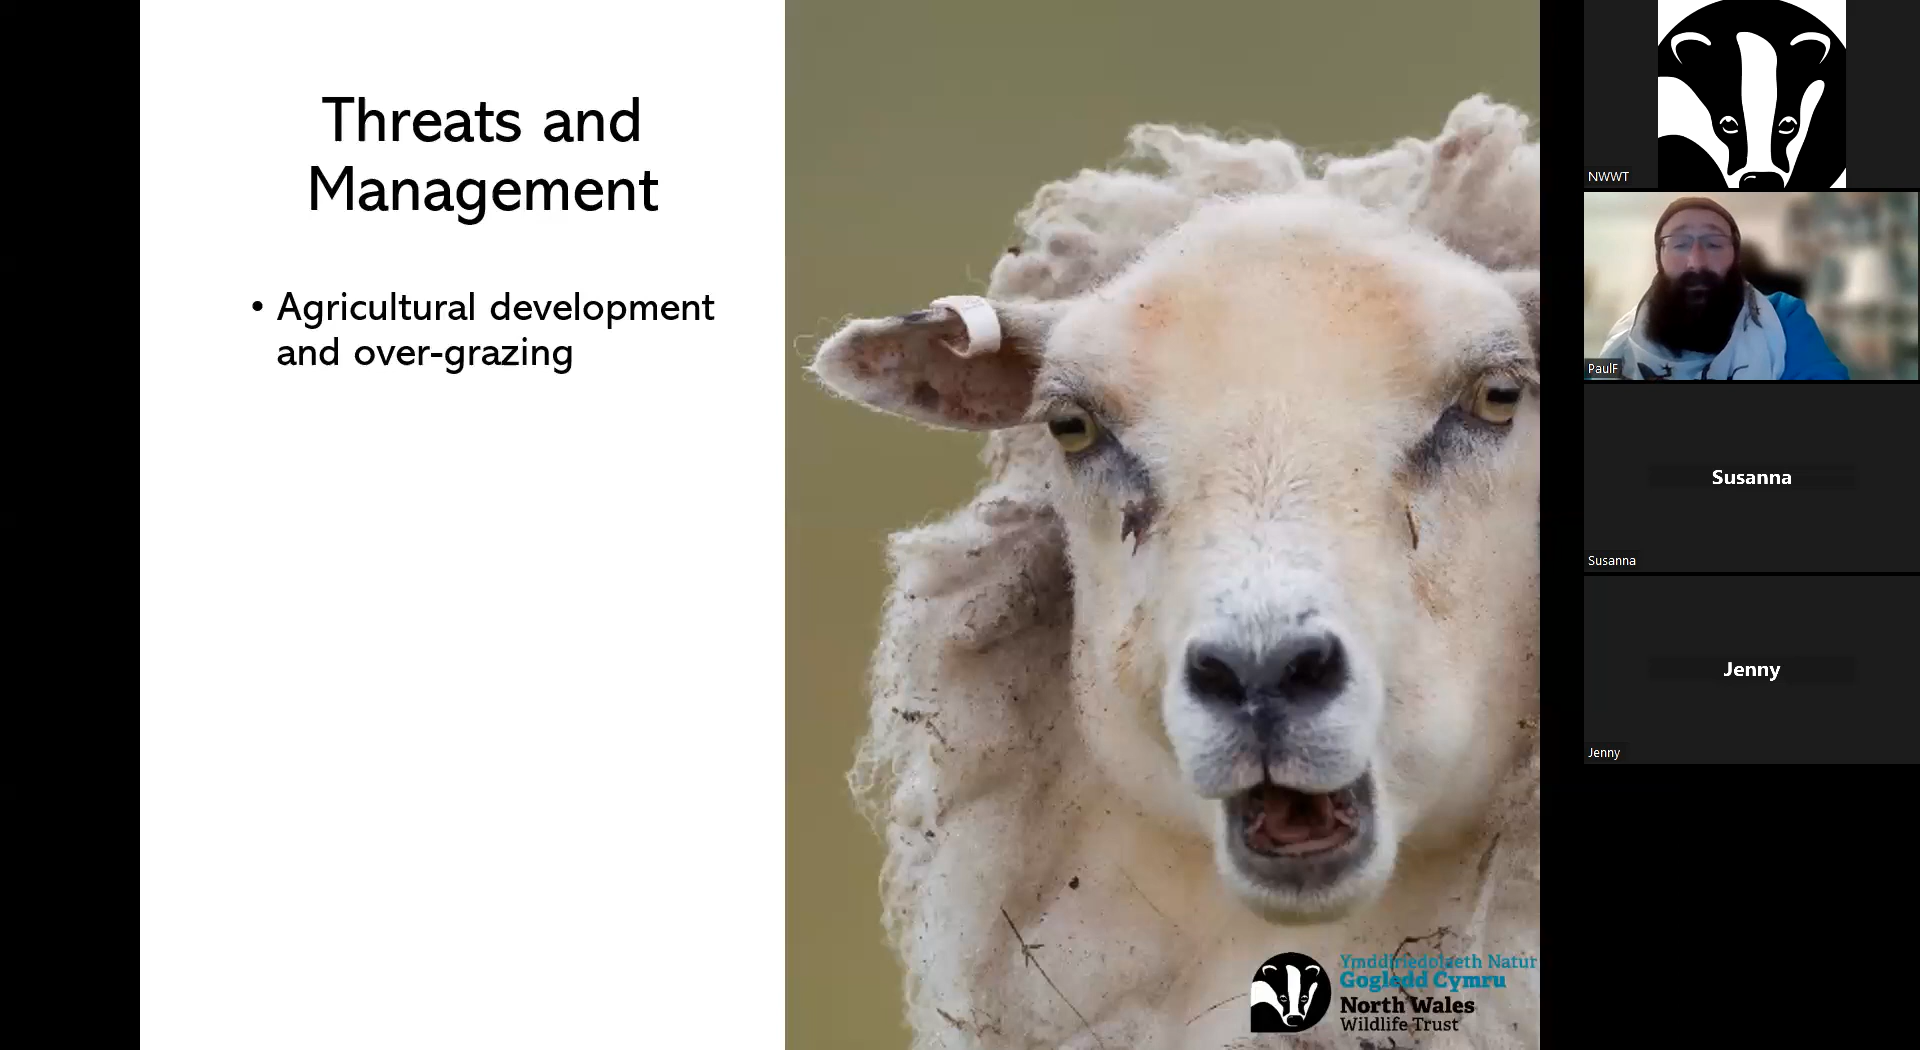 Threats and
Management
• Agricultural development
and over-grazing
Ymddiriedolaeth Natur
Gogledd Cymru
North Wales
Wildlife Trust
NWWT
PaulF
Susanna
Susanna
Jenny
Jenny